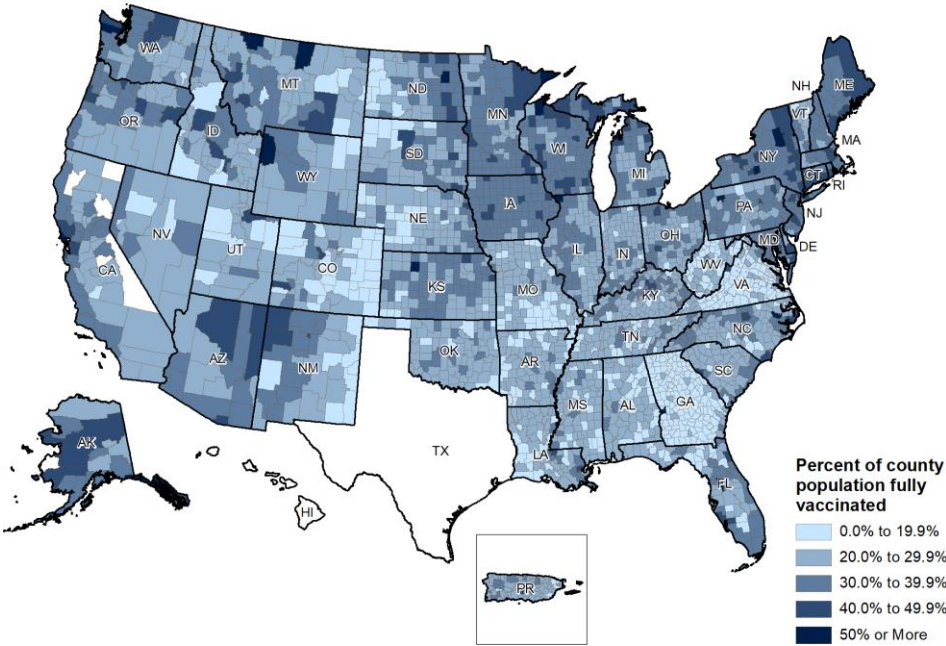 WA
MT
ND
MN
OR
ID
SD
WI
MI
WY
NH
VT
ME
NY
MA
CT
RI
IA
NE
PA
NJ
NV
UT
CO
IL
IN
OH
MD
DE
CA
KS
MO
WV
VA
KY
AZ
NM
OK
AR
TN
NC
SC
MS
AL
GA
LA
TX
FL
AK
HI
PR
Percent of county
population fully
vaccinated
0.0% to 19.9%
20.0% to 29.9%
30.0% to 39.9%
40.0% to 49.9%
50% or More